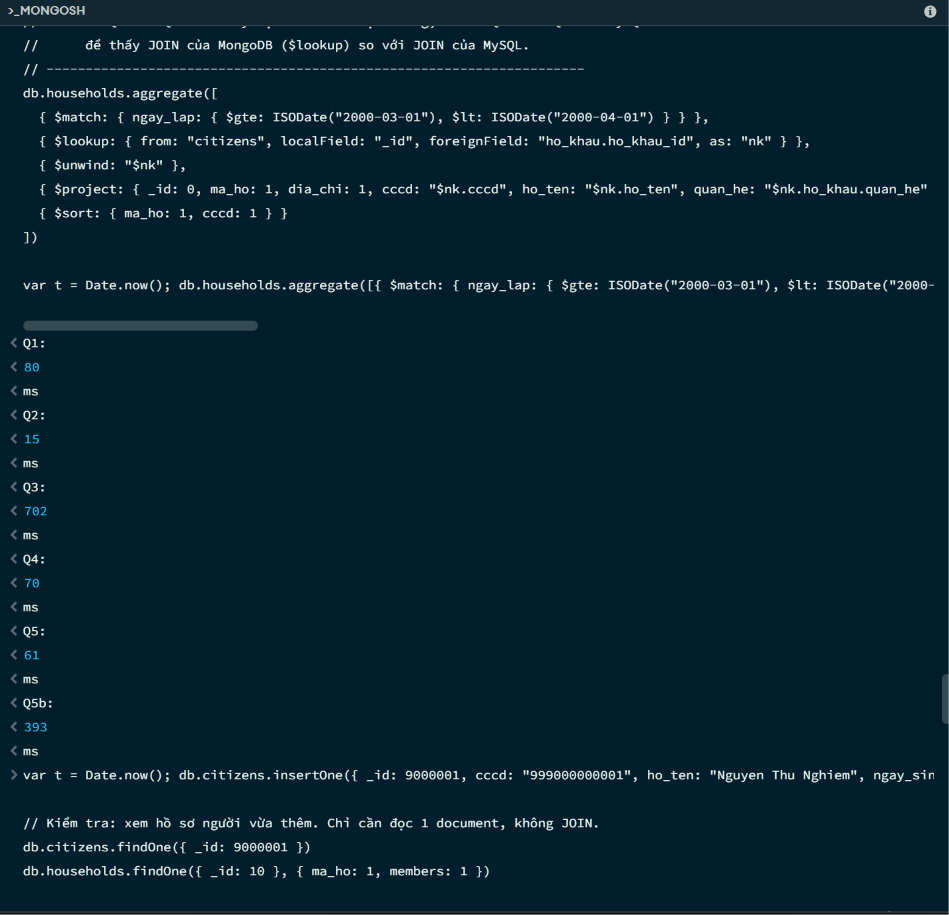 >_MONGOSH
//      để thấy JOIN của MongoDB ($lookup) so với JOIN của MySQL.
// ---------------------------------------------------------------------
db.households.aggregate([
  { $match: { ngay_lap: { $gte: ISODate("2000-03-01"), $lt: ISODate("2000-04-01") } } },
  { $lookup: { from: "citizens", localField: "_id", foreignField: "ho_khau.ho_khau_id", as: "nk" } },
  { $unwind: "$nk" },
  { $project: { _id: 0, ma_ho: 1, dia_chi: 1, cccd: "$nk.cccd", ho_ten: "$nk.ho_ten", quan_he: "$nk.ho_khau.quan_he"
  { $sort: { ma_ho: 1, cccd: 1 } }
])
var t = Date.now(); db.households.aggregate([{ $match: { ngay_lap: { $gte: ISODate("2000-03-01"), $lt: ISODate("2000-
< Q1:
< 80
< ms
< Q2:
< 15
< ms
< Q3:
< 702
< ms
< Q4:
< 70
< ms
< Q5:
< 61
< ms
< Q5b:
< 393
< ms
> var t = Date.now(); db.citizens.insertOne({ _id: 9000001, cccd: "999000000001", ho_ten: "Nguyen Thu Nghiem", ngay_sin
// Kiểm tra: xem hồ sơ người vừa thêm. Chỉ cần đọc 1 document, không JOIN.
db.citizens.findOne({ _id: 9000001 })
db.households.findOne({ _id: 10 }, { ma_ho: 1, members: 1 })